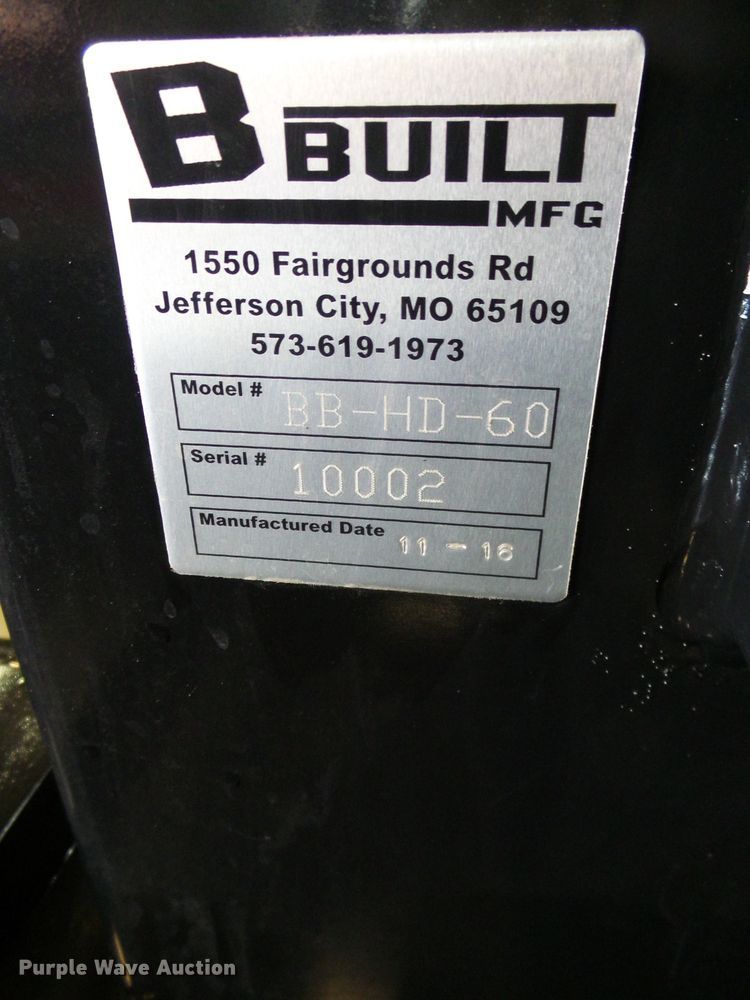 B BUILT
MFG
1550 Fairgrounds Rd
Jefferson City, MO 65109
573-619-1973
Model # BB-HD-60
Serial # 10002
Manufactured Date 11-16
Purple Wave Auction